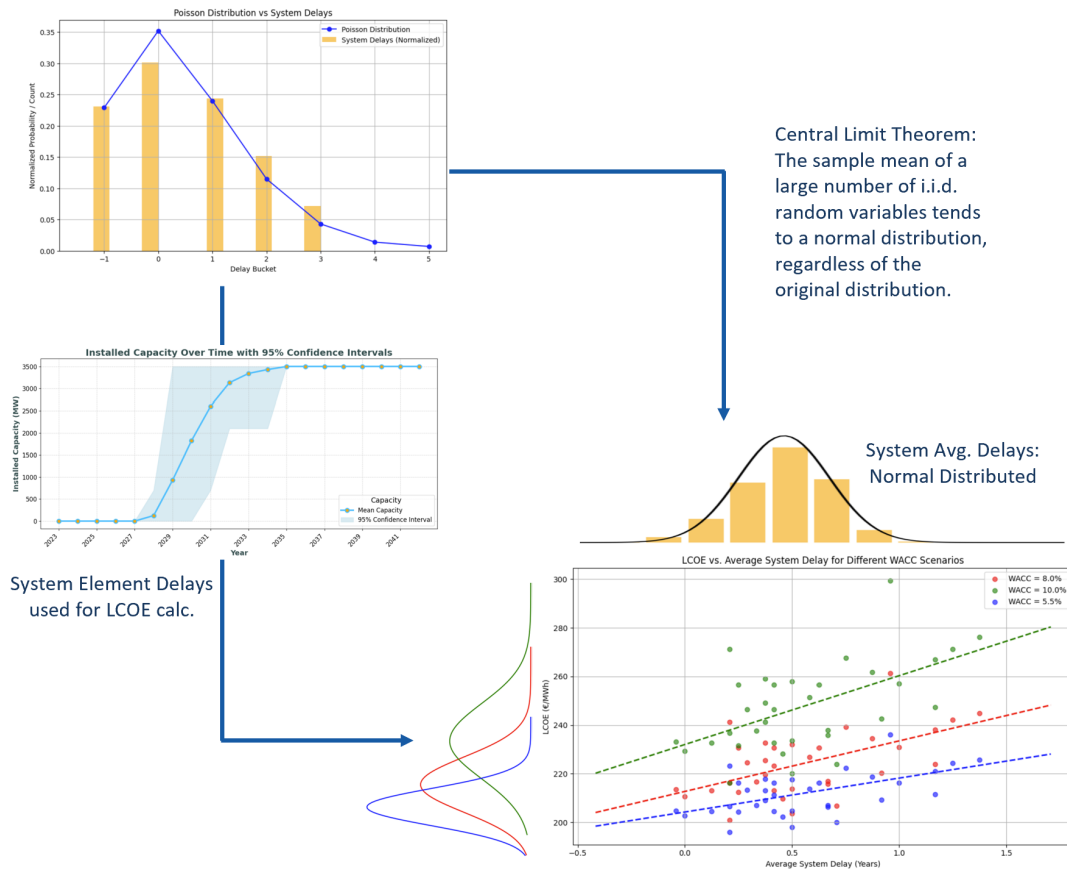 Poisson Distribution vs System Delays
Poisson Distribution
System Delays (Normalized)
Normalized Probability / Count
0.35
0.30
0.25
0.20
0.15
0.10
0.05
0.00
−1 0 1 2 3 4 5
Delay Bucket
Central Limit Theorem:
The sample mean of a
large number of i.i.d.
random variables tends
to a normal distribution,
regardless of the
original distribution.
Installed Capacity Over Time with 95% Confidence Intervals
Installed Capacity (MW)
3500
3000
2500
2000
1500
1000
500
0
Capacity
Mean Capacity
95% Confidence Interval
2023 2025 2027 2029 2031 2033 2035 2037 2039 2041
Year
System Avg. Delays:
Normal Distributed
System Element Delays
used for LCOE calc.
LCOE vs. Average System Delay for Different WACC Scenarios
WACC = 8.0%
WACC = 10.0%
WACC = 5.5%
LCOE (€/MWh)
300
280
260
240
220
200
−0.5 0.0 0.5 1.0 1.5
Average System Delay (Years)